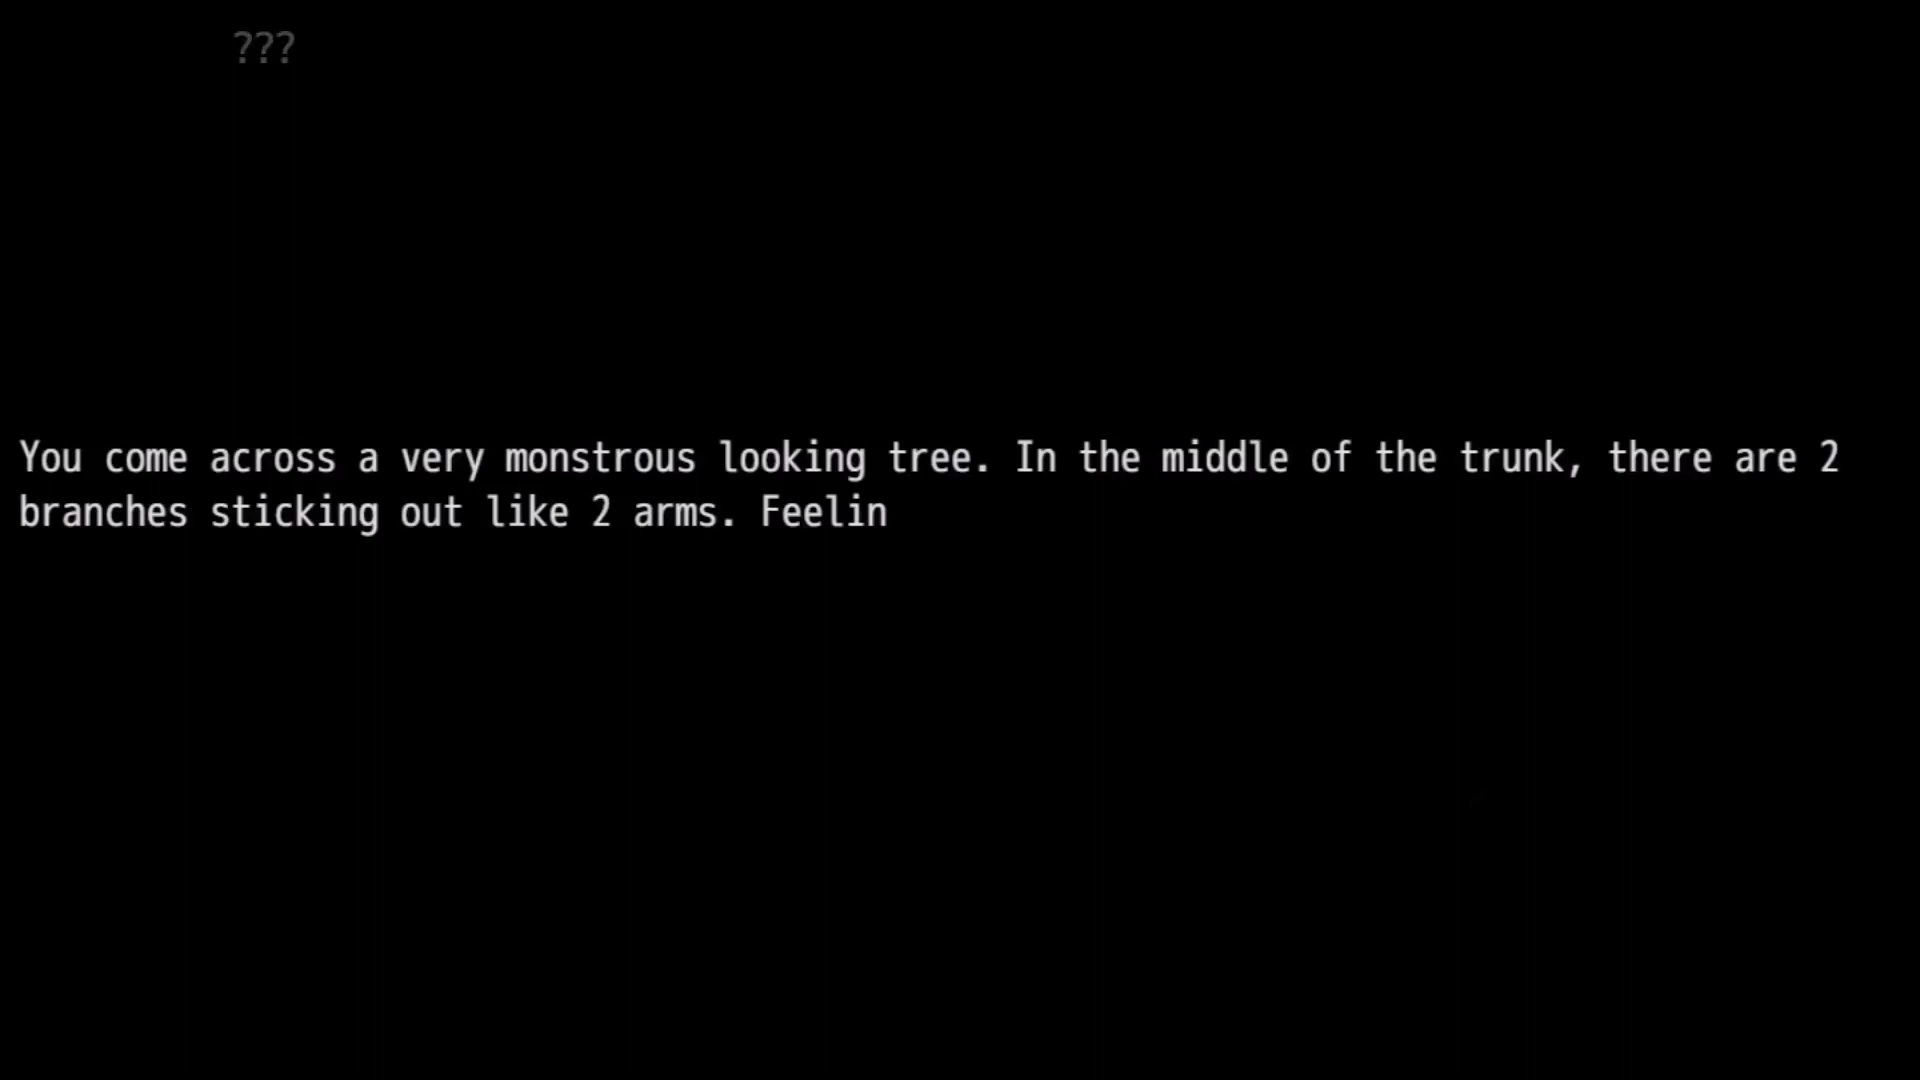 ???
You come across a very monstrous looking tree. In the middle of the trunk, there are 2
branches sticking out like 2 arms. Feelin